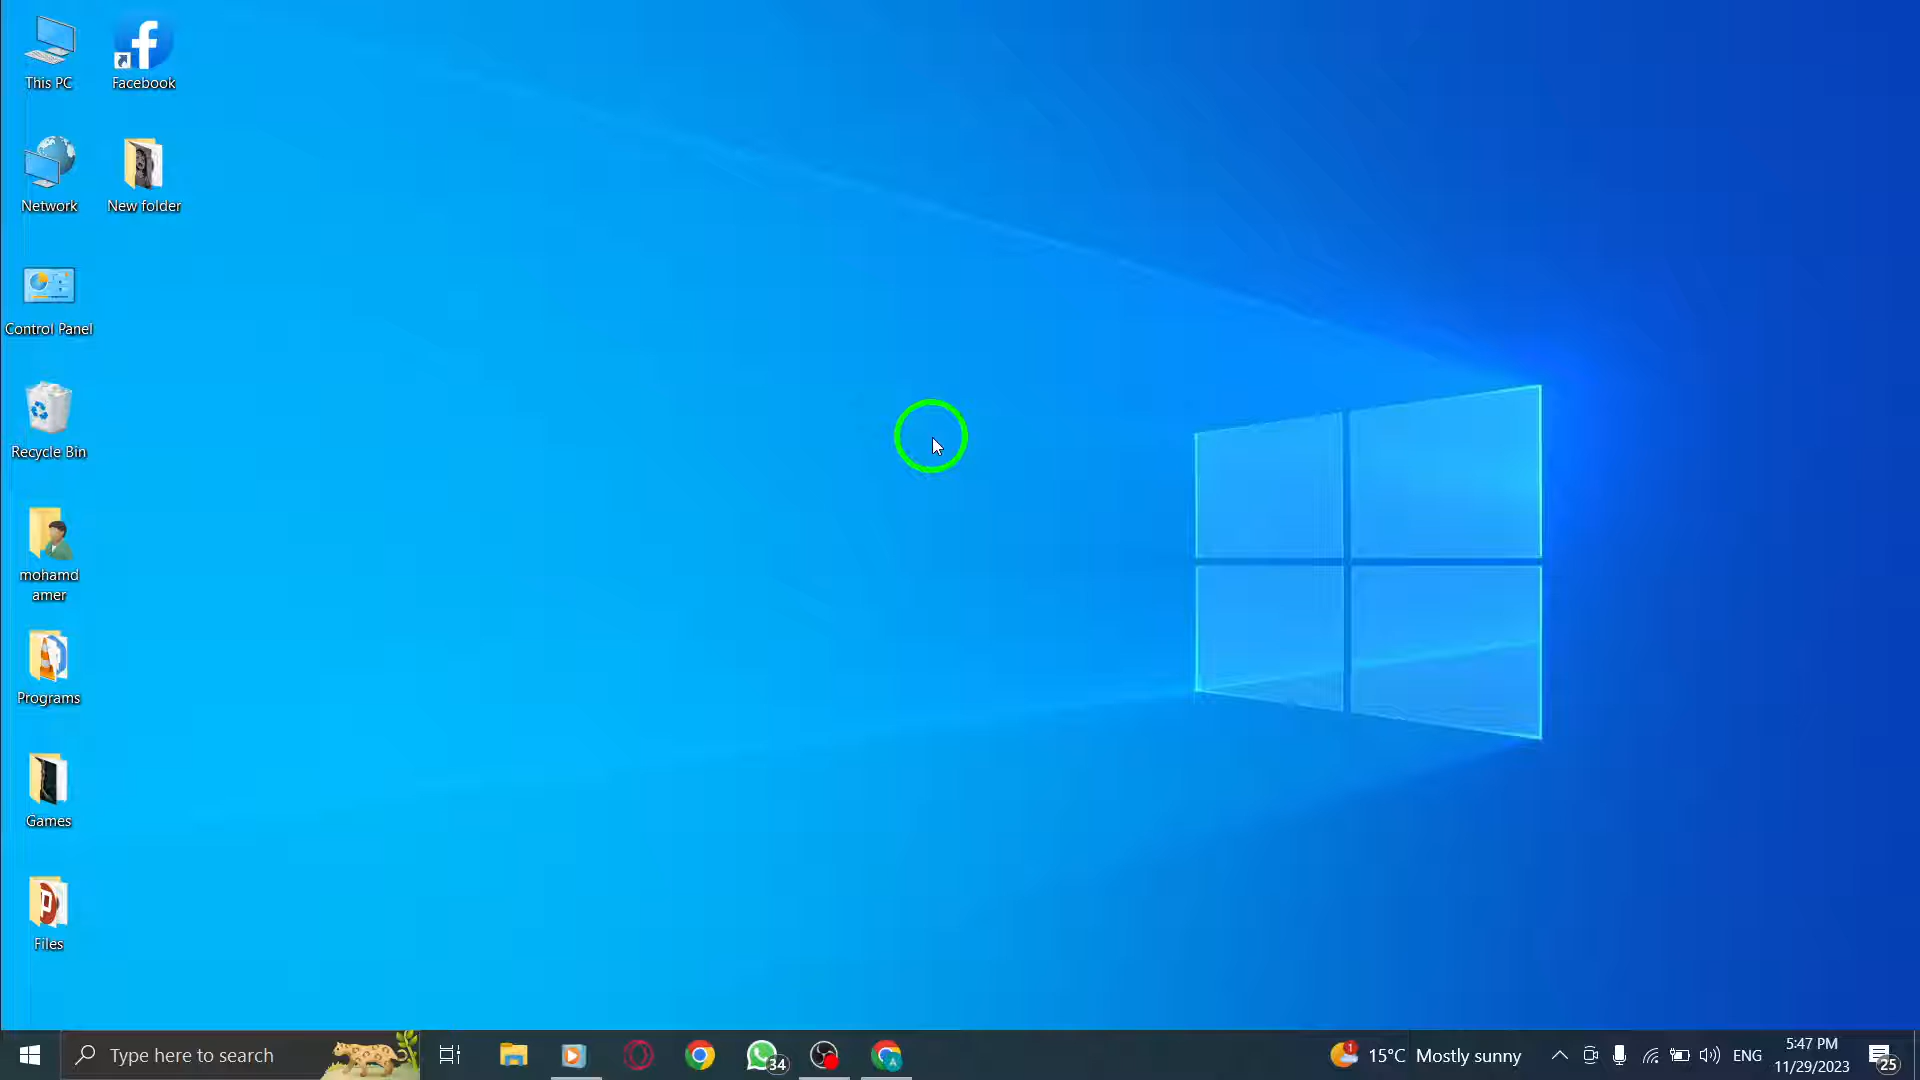 This PC
Facebook
Network
New folder
Control Panel
Recycle Bin
mohamd
amer
Programs
Games
Files
Type here to search
34
A
1
15°C Mostly sunny
ENG
5:47 PM
11/29/2023
25